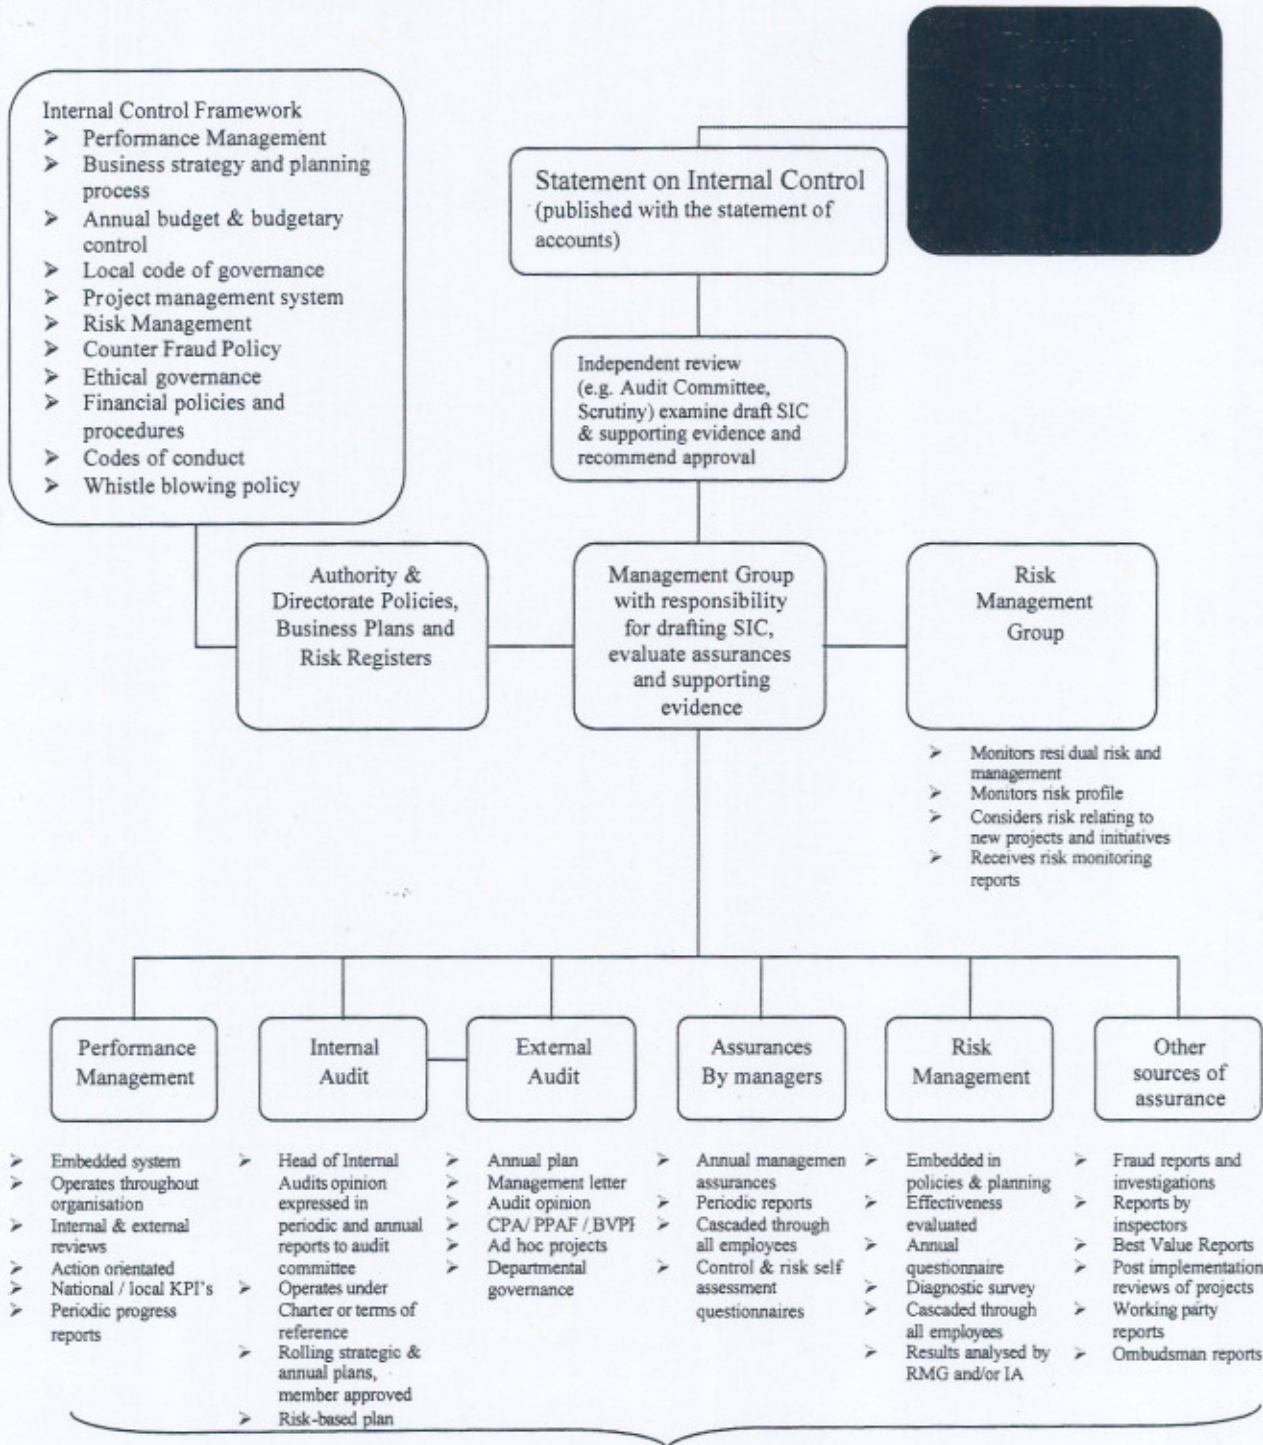 Internal Control Framework
➢ Performance Management
➢ Business strategy and planning
process
➢ Annual budget & budgetary
control
➢ Local code of governance
➢ Project management system
➢ Risk Management
➢ Counter Fraud Policy
➢ Ethical governance
➢ Financial policies and
procedures
➢ Codes of conduct
➢ Whistle blowing policy
Statement on Internal Control
(published with the statement of
accounts)
Independent review
(e.g. Audit Committee,
Scrutiny) examine draft SIC
& supporting evidence and
recommend approval
Authority &
Directorate Policies,
Business Plans and
Risk Registers
Management Group
with responsibility
for drafting SIC,
evaluate assurances
and supporting
evidence
Risk
Management
Group
➢ Monitors resi dual risk and
management
➢ Monitors risk profile
➢ Considers risk relating to
new projects and initiatives
➢ Receives risk monitoring
reports
Performance
Management
➢ Embedded system
➢ Operates throughout
organisation
➢ Internal & external
reviews
➢ Action orientated
➢ National / local KPI's
➢ Periodic progress
reports
Internal
Audit
➢ Head of Internal
Audits opinion
expressed in
periodic and annual
reports to audit
committee
➢ Operates under
Charter or terms of
reference
➢ Rolling strategic &
annual plans,
member approved
➢ Risk-based plan
External
Audit
➢ Annual plan
➢ Management letter
➢ Audit opinion
➢ CPA/ PPAF / BVPI
➢ Ad hoc projects
➢ Departmental
governance
Assurances
By managers
➢ Annual managemen
assurances
➢ Periodic reports
➢ Cascaded through
all employees
➢ Control & risk self
assessment
questionnaires
Risk
Management
➢ Embedded in
policies & planning
➢ Effectiveness
evaluated
➢ Annual
questionnaire
➢ Diagnostic survey
➢ Cascaded through
all employees
➢ Results analysed by
RMG and/or IA
Other
sources of
assurance
➢ Fraud reports and
investigations
➢ Reports by
inspectors
➢ Best Value Reports
➢ Post implementation
reviews of projects
➢ Working party
reports
➢ Ombudsman reports